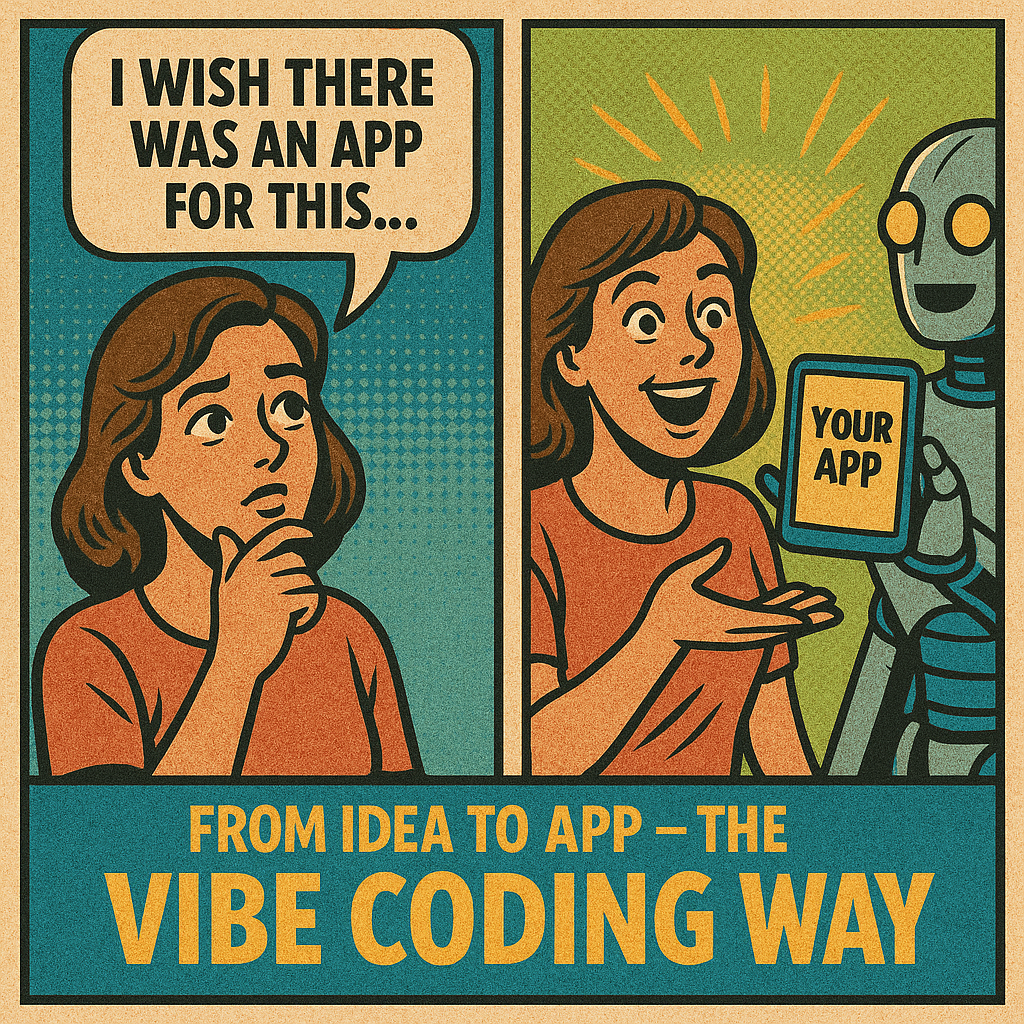 I WISH THERE
WAS AN APP
FOR THIS...
YOUR
APP
FROM IDEA TO APP – THE
VIBE CODING WAY